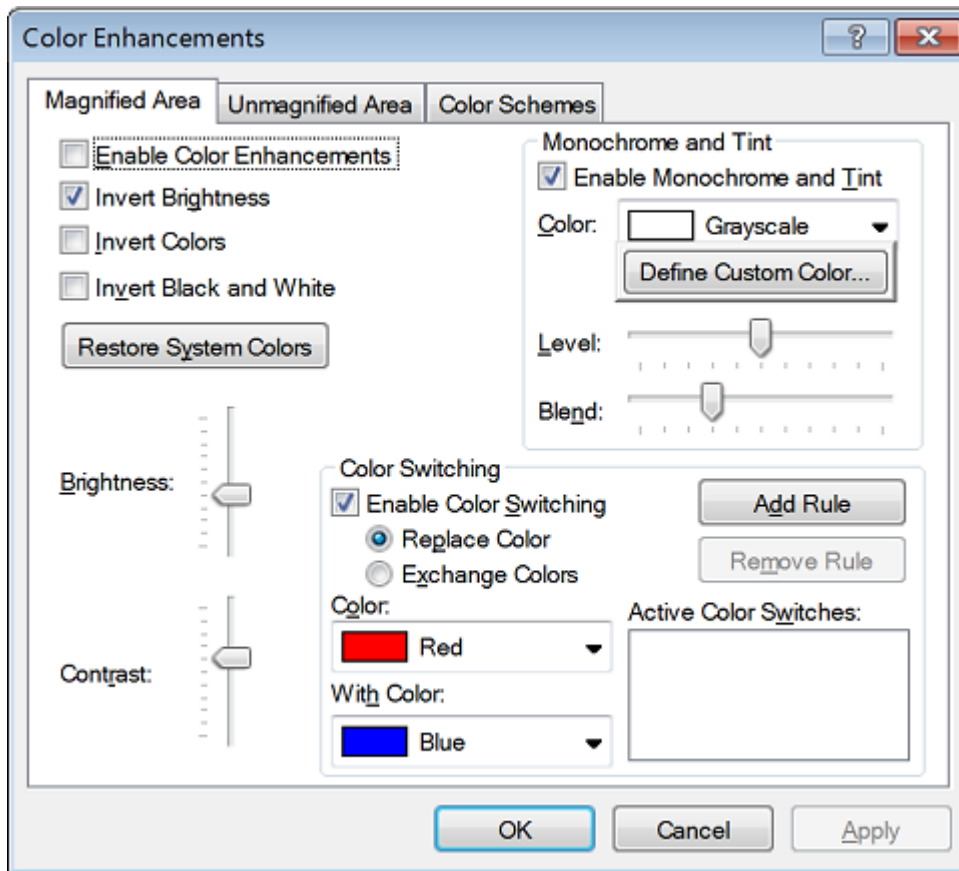 Color Enhancements
Magnified Area Unmagnified Area Color Schemes
Enable Color Enhancements
Invert Brightness
Invert Colors
Invert Black and White
Restore System Colors
Monochrome and Tint
Enable Monochrome and Tint
Color: Grayscale
Define Custom Color...
Level:
Blend:
Brightness:
Contrast:
Color Switching
Enable Color Switching
Replace Color
Exchange Colors
Add Rule
Remove Rule
Color:
Red
With Color:
Blue
Active Color Switches:
OK Cancel Apply